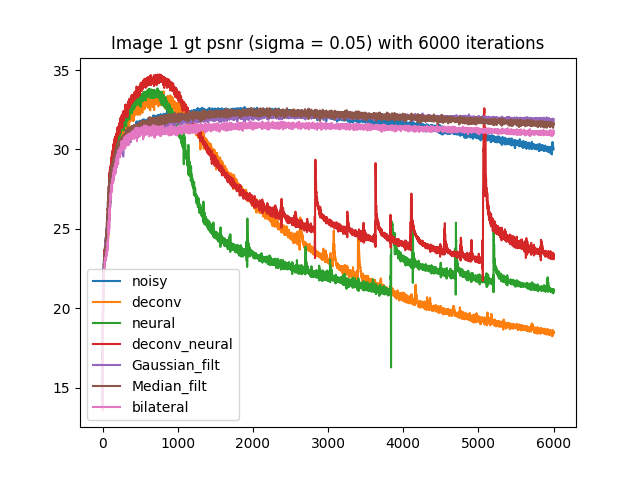 Image 1 gt psnr (sigma = 0.05) with 6000 iterations
35
30
25
20
15
noisy
deconv
neural
deconv_neural
Gaussian_filt
Median_filt
bilateral
0 1000 2000 3000 4000 5000 6000